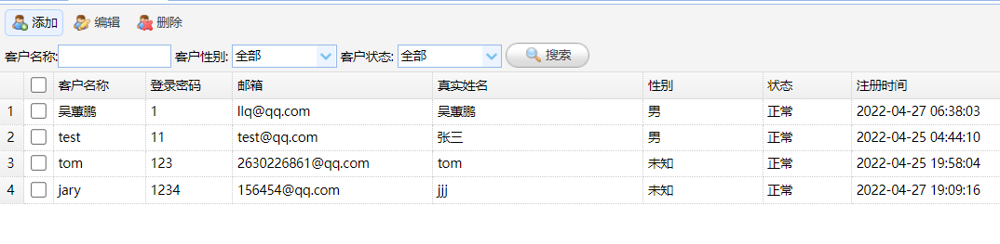 添加 编辑 删除
客户名称: 客户性别: 全部 客户状态: 全部 搜索
客户名称 登录密码 邮箱 真实姓名 性别 状态 注册时间
1 吴蕙鹏 1 llq@qq.com 吴蕙鹏 男 正常 2022-04-27 06:38:03
2 test 11 test@qq.com 张三 男 正常 2022-04-25 04:44:10
3 tom 123 2630226861@qq.com tom 未知 正常 2022-04-25 19:58:04
4 jary 1234 156454@qq.com jjj 未知 正常 2022-04-27 19:09:16